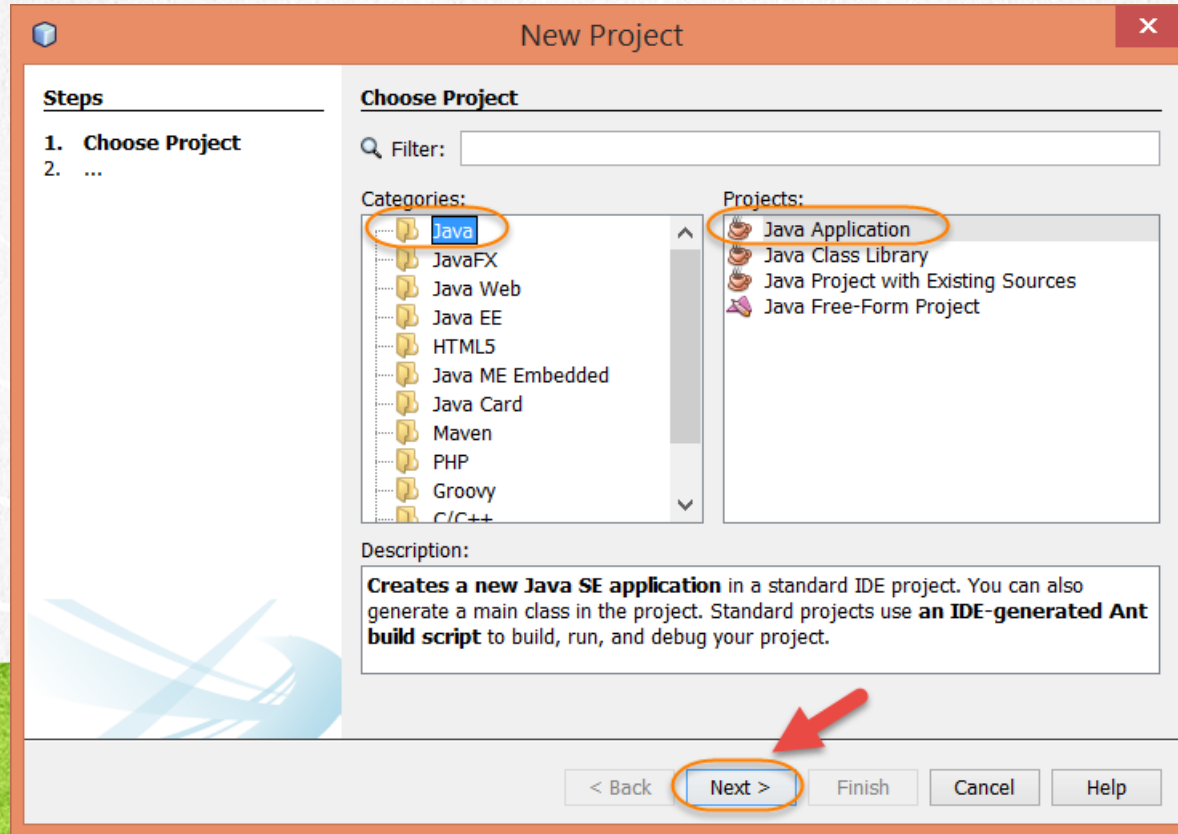 New Project
Steps
1. Choose Project
2. ...
Choose Project
Filter:
Categories:
Java
JavaFX
Java Web
Java EE
HTML5
Java ME Embedded
Java Card
Maven
PHP
Groovy
C/C++
Projects:
Java Application
Java Class Library
Java Project with Existing Sources
Java Free-Form Project
Description:
Creates a new Java SE application in a standard IDE project. You can also
generate a main class in the project. Standard projects use an IDE-generated Ant
build script to build, run, and debug your project.
< Back
Next >
Finish
Cancel
Help